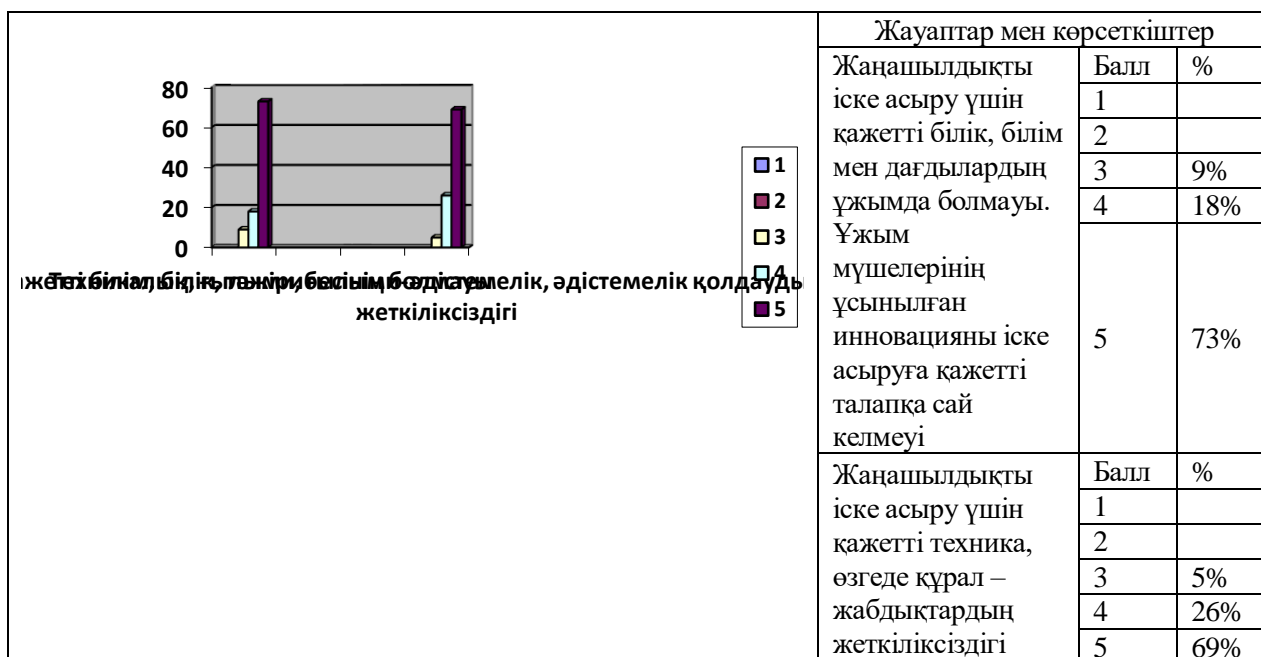 80
60
40
20
0
жеткіліксіздігі
1
2
3
4
5
Жауаптар мен көрсеткіштер
Жаңашылдықты
іске асыру үшін
қажетті білік, білім
мен дағдылардың
ұжымда болмауы.
Ұжым
мүшелерінің
ұсынылған
инновацияны іске
асыруға қажетті
талапқа сай
келмеуі
Балл %
1
2
3 9%
4 18%
5 73%
Жаңашылдықты
іске асыру үшін
қажетті техника,
өзгеде құрал –
жабдықтардың
жеткіліксіздігі
Балл %
1
2
3 5%
4 26%
5 69%